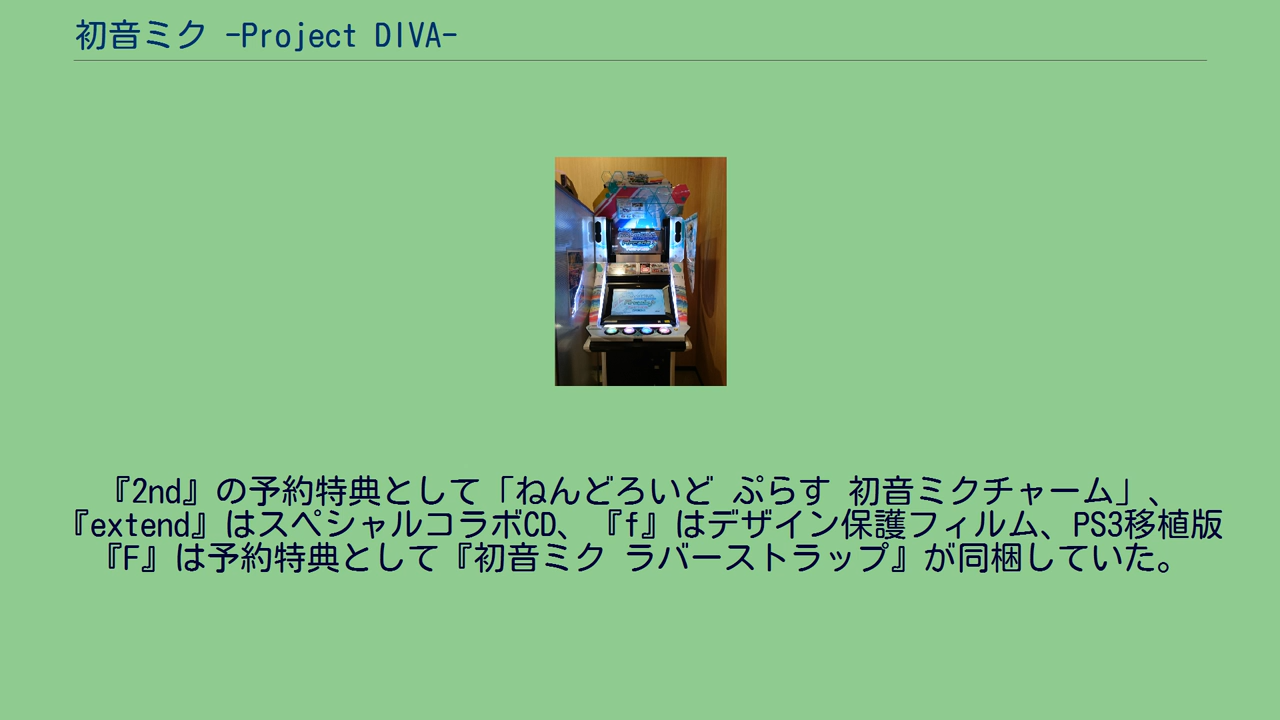 初音ミク -Project DIVA-
『2nd』の予約特典として「ねんどろいど ぷらす 初音ミクチャーム」、
『extend』はスペシャルコラボCD、『f』はデザイン保護フィルム、PS3移植版
『F』は予約特典として『初音ミク ラバーストラップ』が同梱していた。